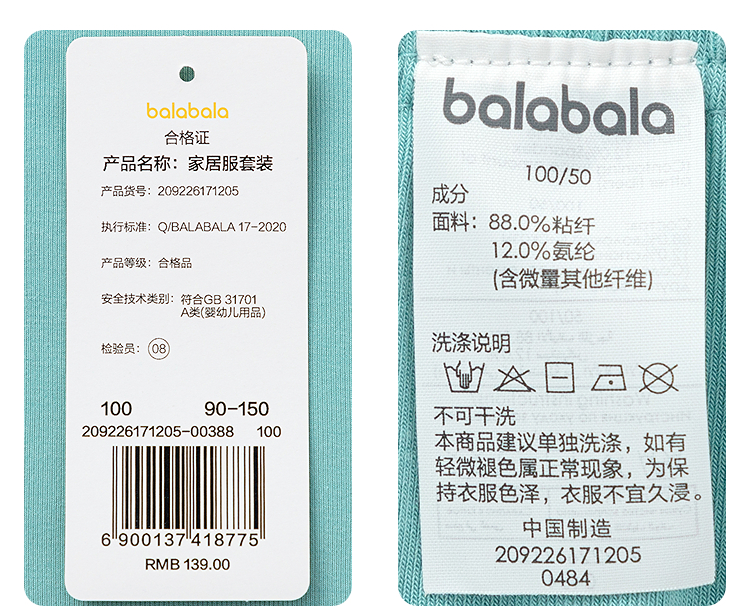 balabala
合格证
产品名称：家居服套装
产品货号：209226171205
执行标准：Q/BALABALA 17-2020
产品等级：合格品
安全技术类别：符合GB 31701
A类(婴幼儿用品)
检验员：08
100 90-150
209226171205-00388 100
6 900137 418775
RMB 139.00
balabala
100/50
成分
面料：88.0%粘纤
12.0%氨纶
(含微量其他纤维)
洗涤说明
不可干洗
本商品建议单独洗涤，如有
轻微褪色属正常现象，为保
持衣服色泽，衣服不宜久浸。
中国制造
209226171205
0484